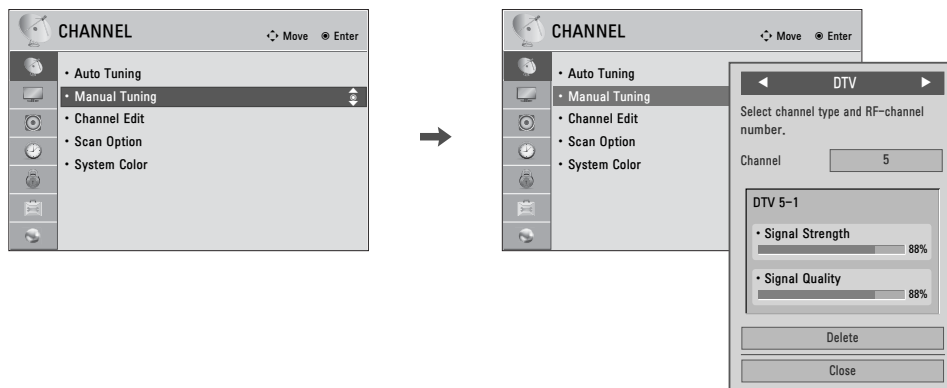 CHANNEL
Move Enter
• Auto Tuning
• Manual Tuning
• Channel Edit
• Scan Option
• System Color
CHANNEL
Move Enter
• Auto Tuning
• Manual Tuning
• Channel Edit
• Scan Option
• System Color
◄ DTV ►
Select channel type and RF-channel
number.
Channel 5
DTV 5-1
• Signal Strength
88%
• Signal Quality
88%
Delete
Close